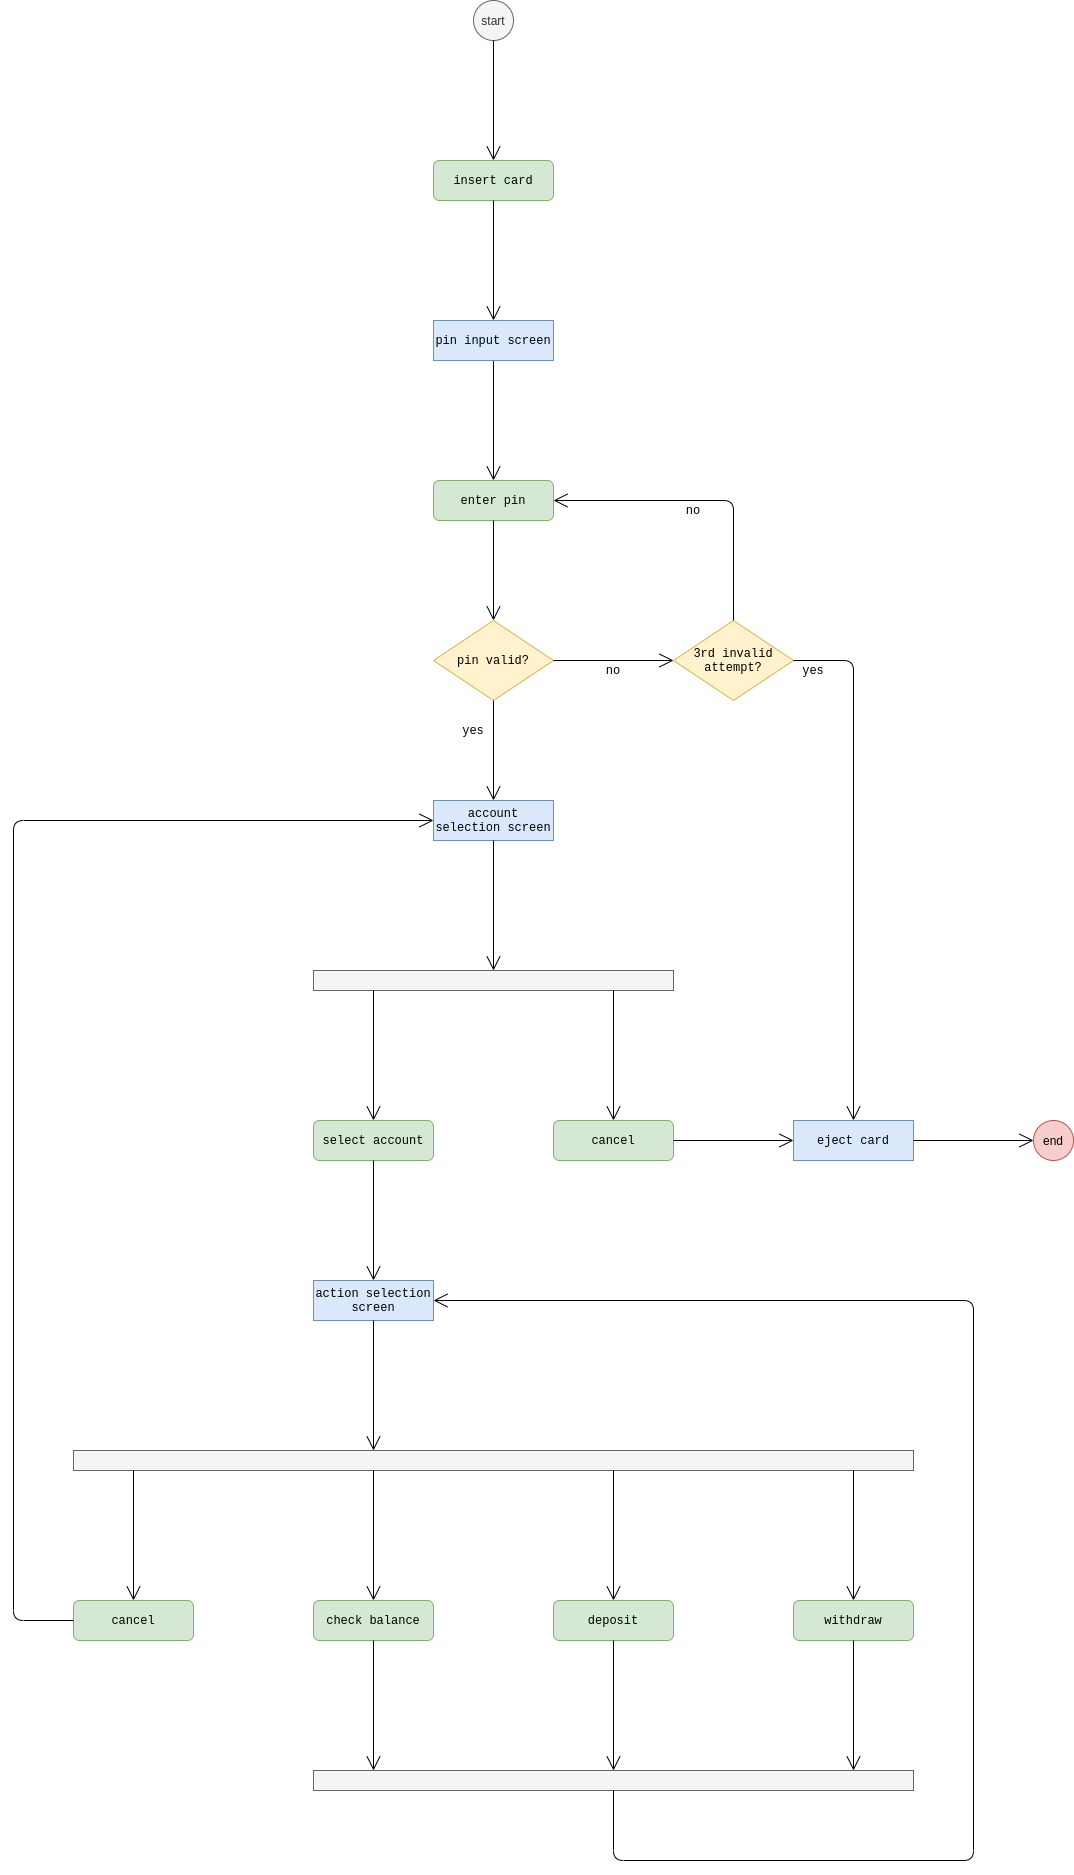 start
insert card
pin input screen
enter pin
no
pin valid?
no
3rd invalid
attempt?
yes
yes
account
selection screen
select account
cancel
eject card
end
action selection
screen
cancel
check balance
deposit
withdraw